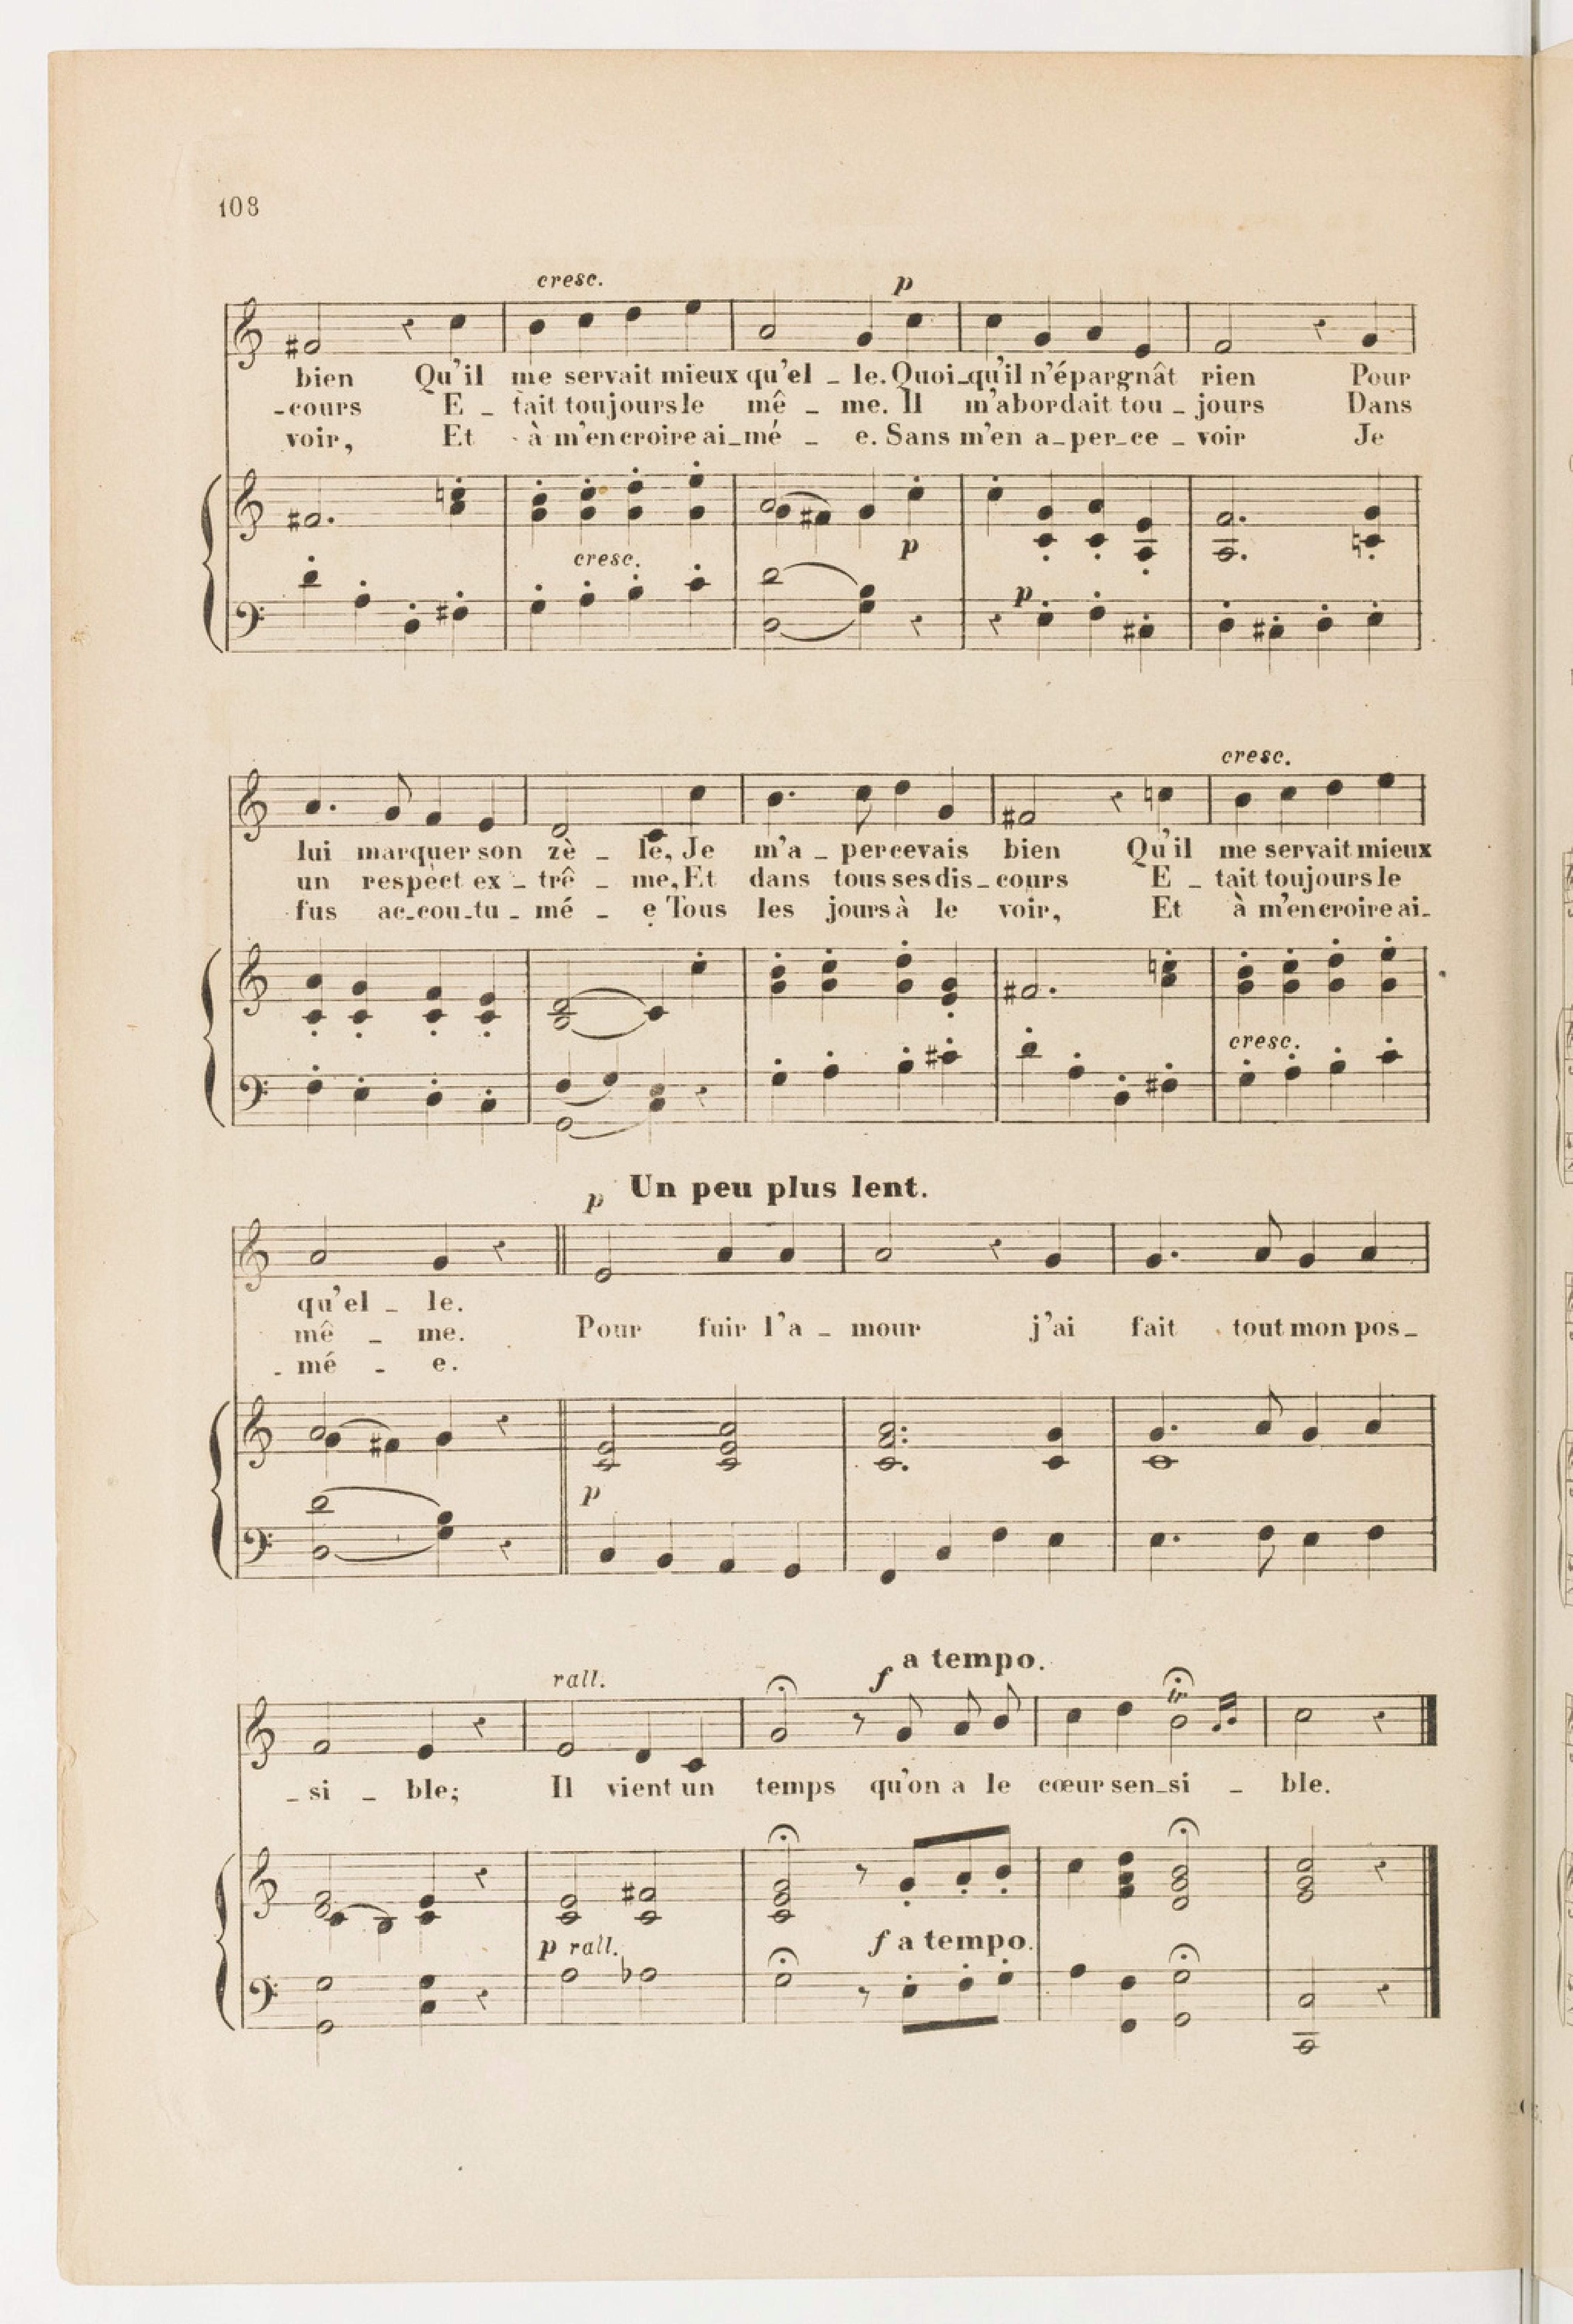 108
cresc.
p
bien Qu'il me servait mieux qu'el _ le. Quoi_qu'il n'épargnât rien Pour
-cours E _ tait toujours le mê _ me. Il m'abordait tou _ jours Dans
voir, Et à m'en croire ai_mé _ e. Sans m'en a_per_ce _ voir Je
cresc.
p
p
cresc.
lui marquer son zè _ le, Je m'a _ percevais bien Qu'il me servait mieux
un respect ex _ trê _ me, Et dans tous ses dis _ cours E _ tait toujours le
fus ac_cou_tu _ mé _ e Tous les jours à le voir, Et à m'en croire ai_
cresc.
p Un peu plus lent.
qu'el _ le.
mê _ me. Pour fuir l'a _ mour j'ai fait tout mon pos _
_ mé _ e.
p
rall.
f a tempo.
_ si _ ble; Il vient un temps qu'on a le cœur sen_si _ ble.
p rall.
f a tempo.